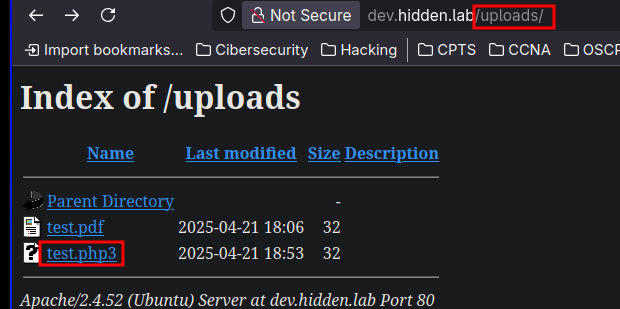 Not Secure dev.hidden.lab/uploads/
Import bookmarks... Cibersecurity Hacking CPTS CCNA OSCP
Index of /uploads
Name Last modified Size Description
Parent Directory -
test.pdf 2025-04-21 18:06 32
test.php3 2025-04-21 18:53 32
Apache/2.4.52 (Ubuntu) Server at dev.hidden.lab Port 80